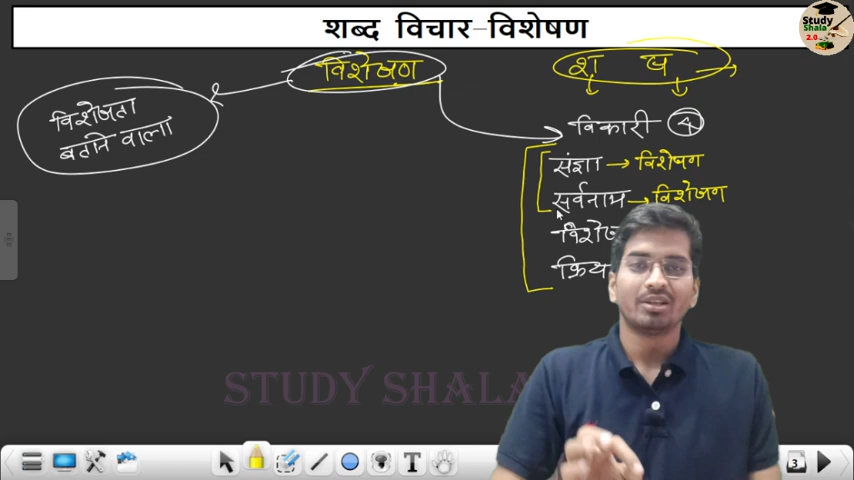 शब्द विचार-विशेषण
Study
Shala
2.0
विशेषण
श ब
विशेषता
बताने वाला
विकारी 4
संज्ञा → विशेषण
सर्वनाम → विशेषण
STUDY SHALA
3